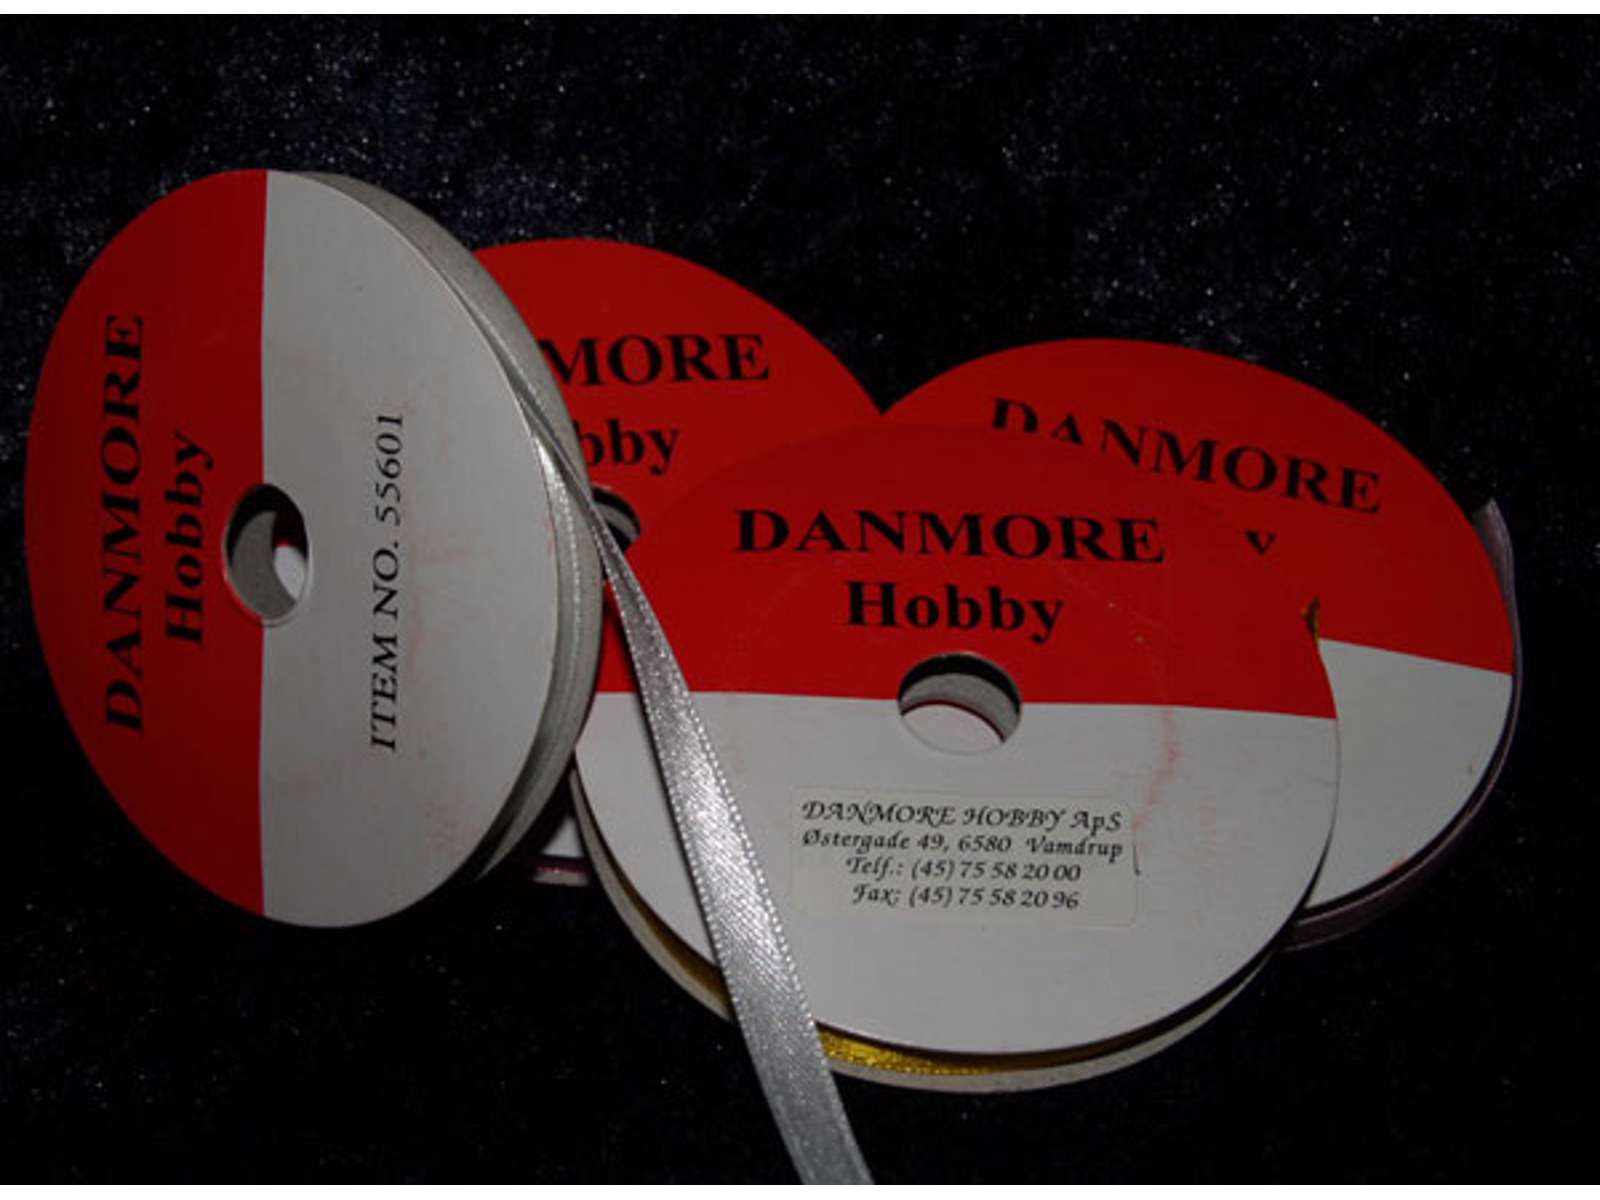 DANMORE
Hobby
ITEM NO. 55601
MORE
bby
DANMORE
DANMORE
Hobby
DANMORE HOBBY ApS
Østergade 49, 6580 Vamdrup
Telf.: (45) 75 58 20 00
Fax: (45) 75 58 20 96